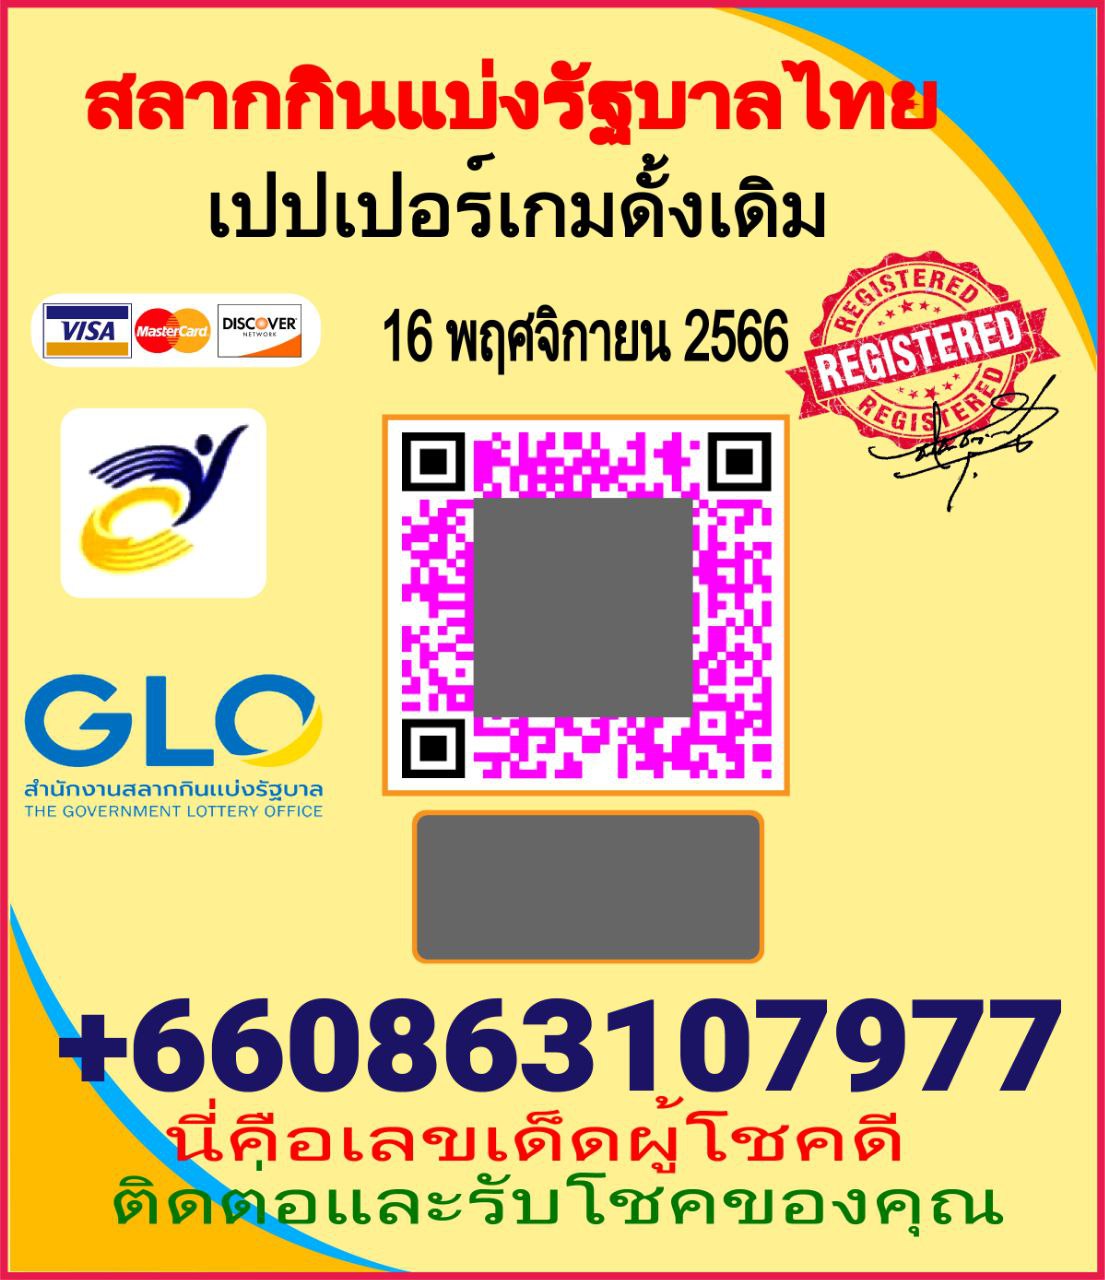 สลากกินแบ่งรัฐบาลไทย
เปปเปอร์เกมดั้งเดิม
VISA MasterCard DISCOVER NETWORK
16 พฤศจิกายน 2566
REGISTERED
REGISTERED
REGISTERED
GLO
สำนักงานสลากกินแบ่งรัฐบาล
THE GOVERNMENT LOTTERY OFFICE
+660863107977
นี่คือเลขเด็ดผู้โชคดี
ติดต่อและรับโชคของคุณ